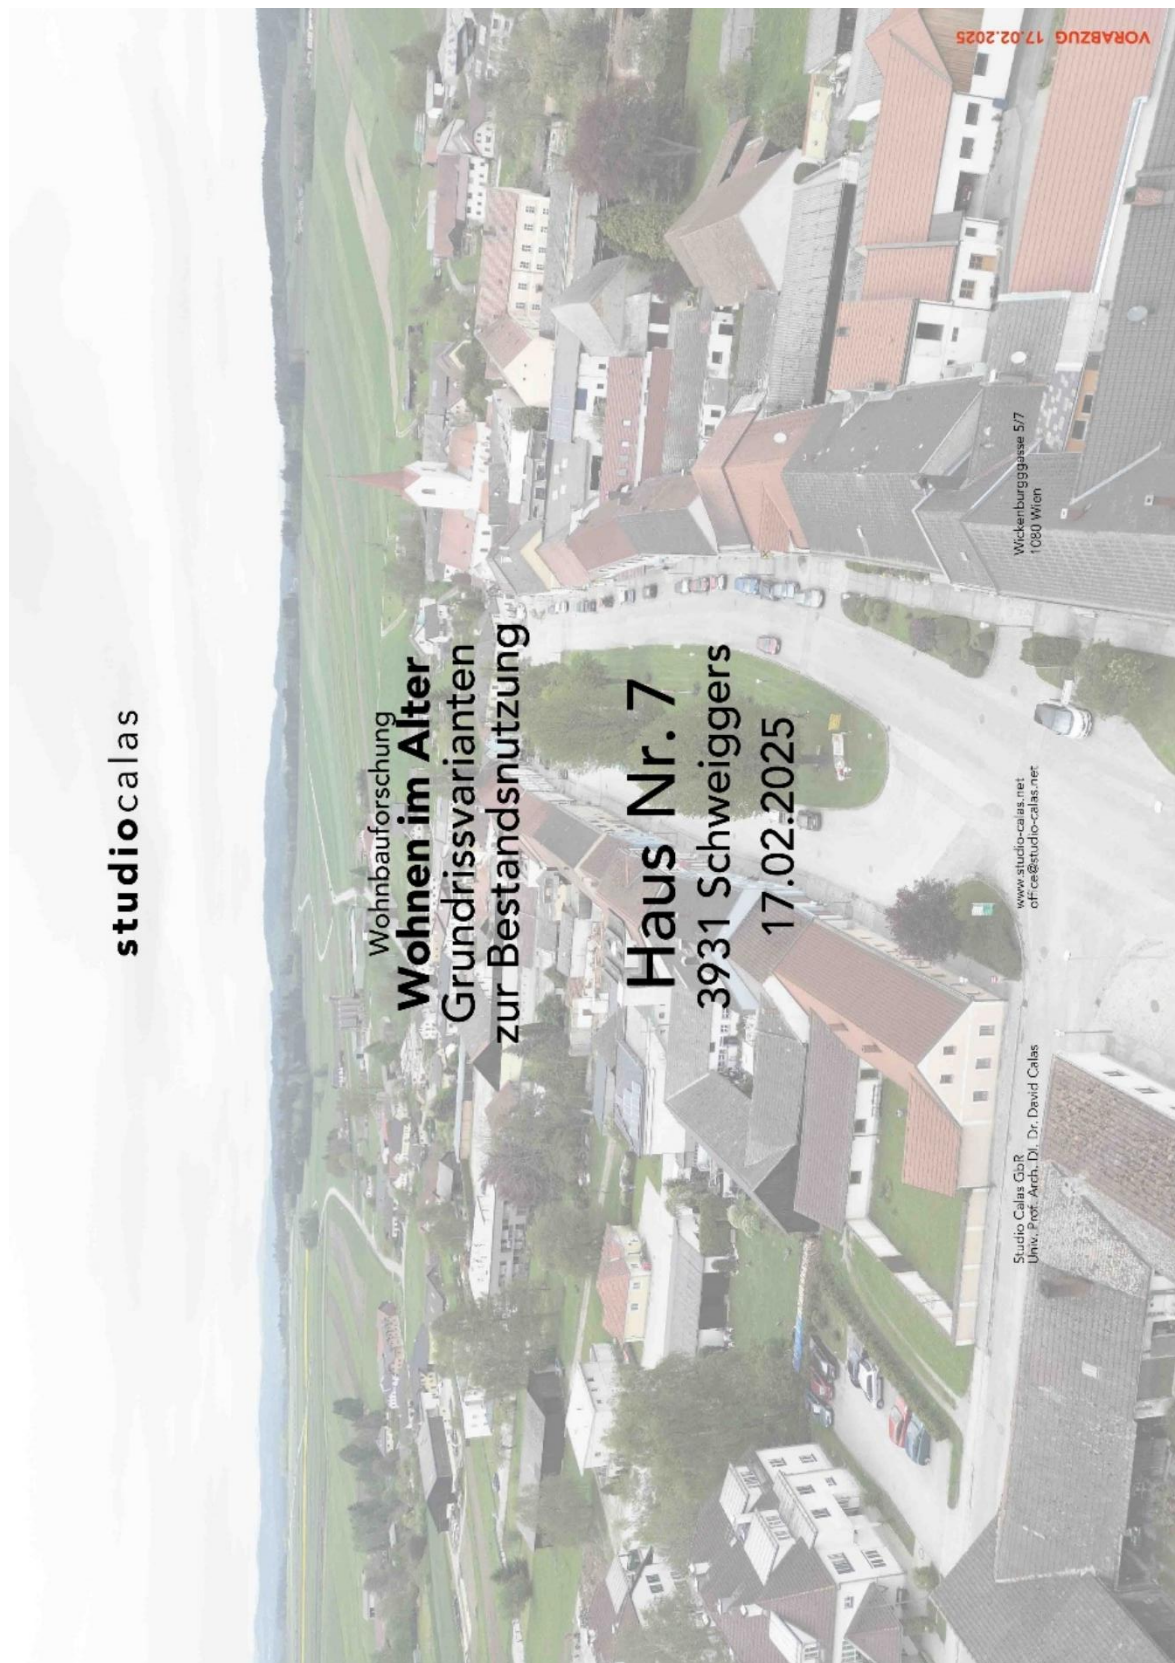 studiocalas
Wohnbauforschung
Wohnen im Alter
Grundrissvarianten
zur Bestandsnutzung
Haus Nr. 7
3931 Schweiggers
17.02.2025
Studio Calas GbR
Univ. Prof. Arch. DI. Dr. David Calas
www.studio-calas.net
office@studio-calas.net
Wickenburgggasse 5/7
1080 Wien
VORABZUG 17.02.2025